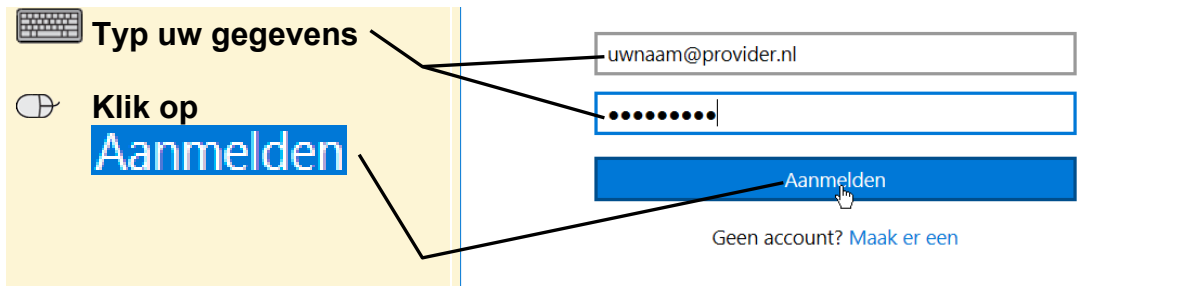 Typ uw gegevens
Klik op
Aanmelden
uwnaam@provider.nl
•••••••••
Aanmelden
Geen account? Maak er een